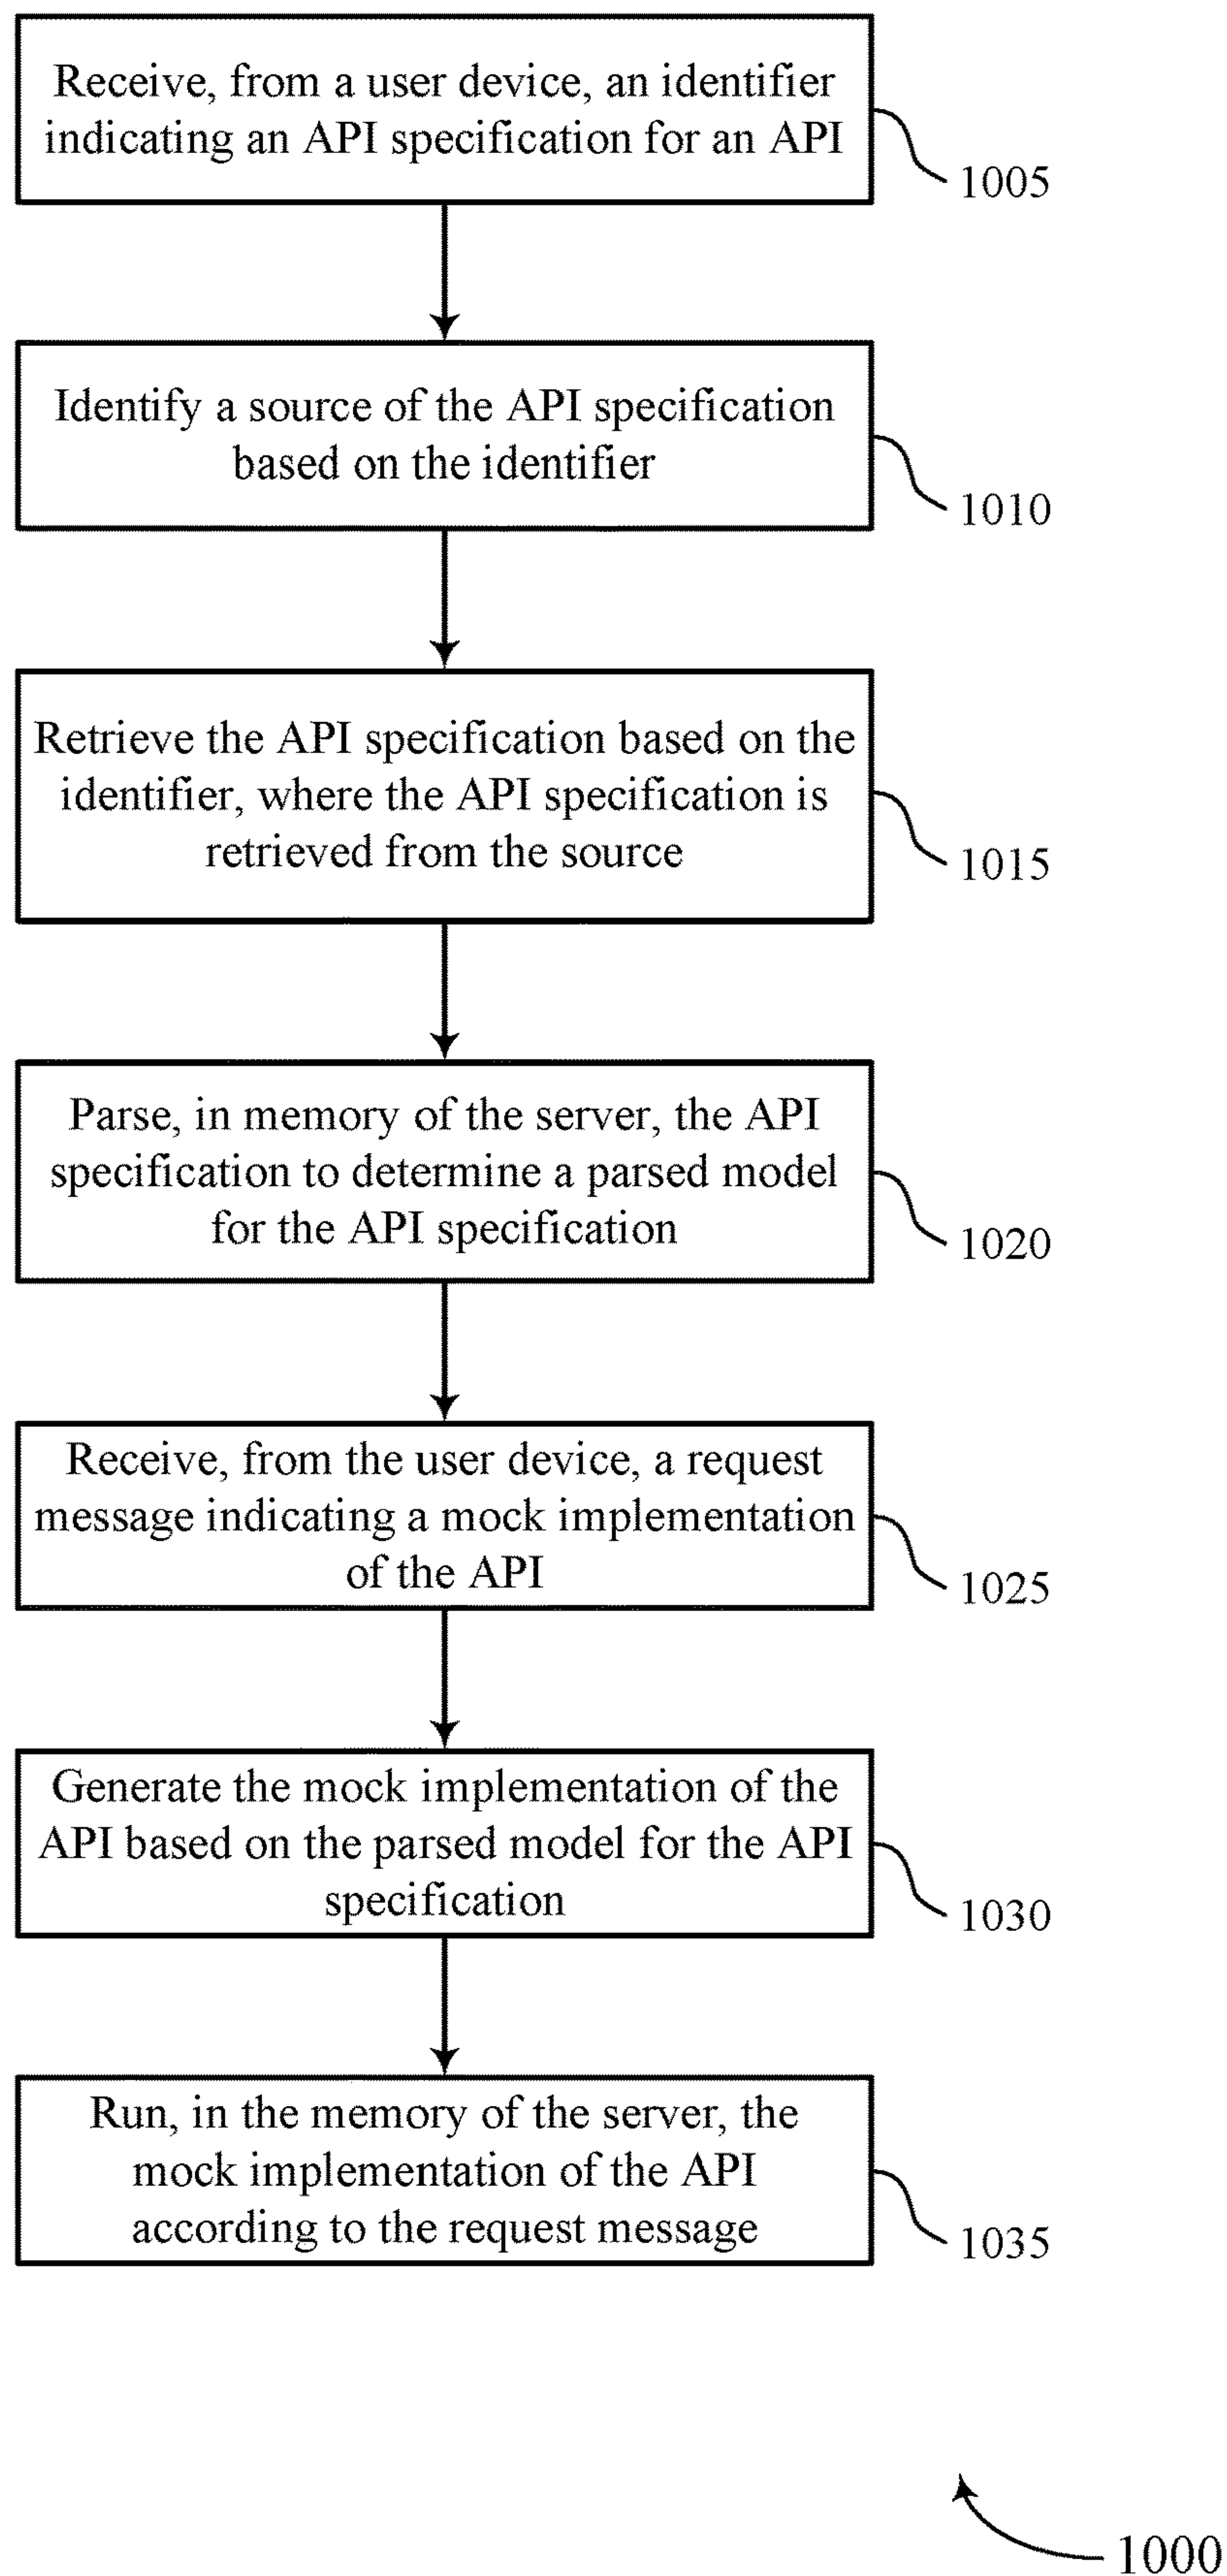 Receive, from a user device, an identifier
indicating an API specification for an API
1005
Identify a source of the API specification
based on the identifier
1010
Retrieve the API specification based on the
identifier, where the API specification is
retrieved from the source
1015
Parse, in memory of the server, the API
specification to determine a parsed model
for the API specification
1020
Receive, from the user device, a request
message indicating a mock implementation
of the API
1025
Generate the mock implementation of the
API based on the parsed model for the API
specification
1030
Run, in the memory of the server, the
mock implementation of the API
according to the request message
1035
1000